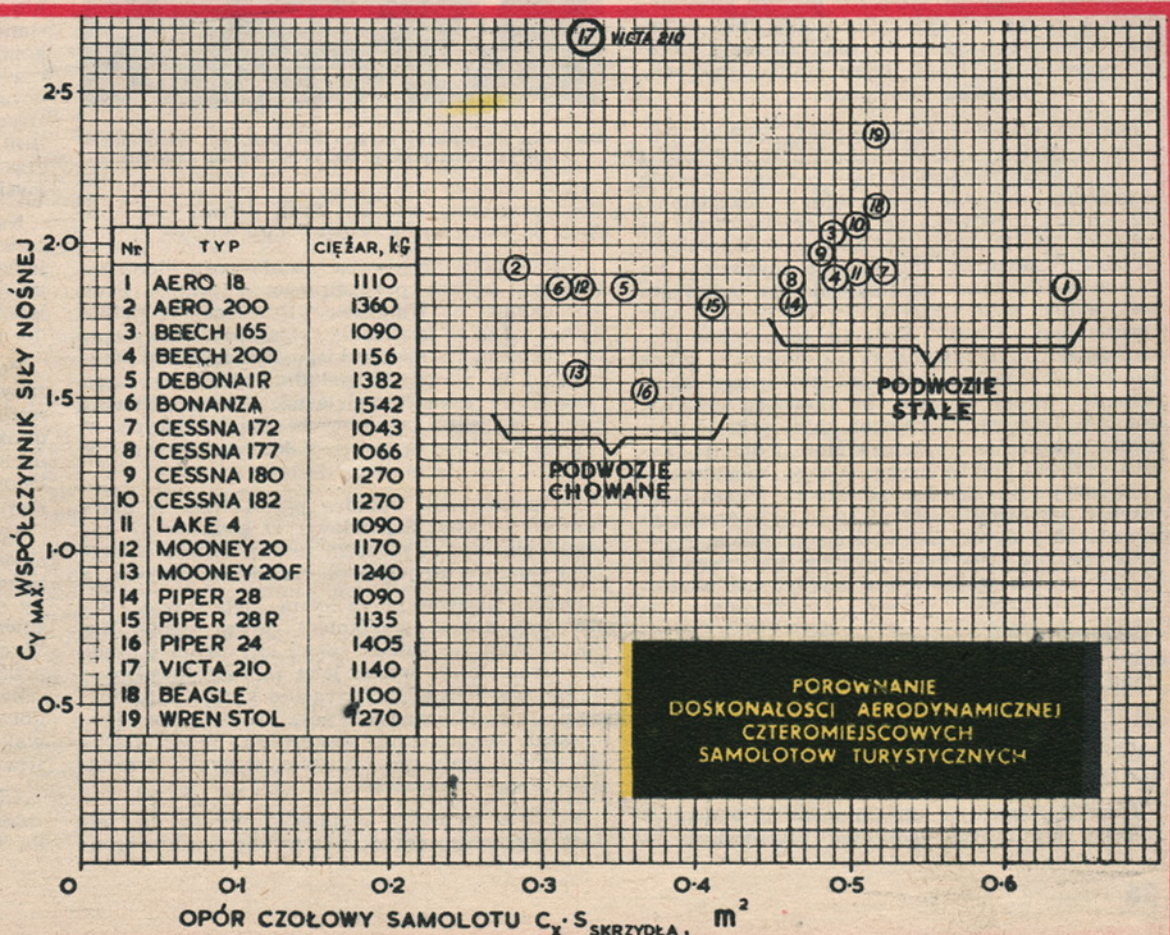 17 VICTA 210
2·5
19
18
2·0
3 10
9
2
8 4 11 7
6 12 5 1
14
15
13
16
1·5
1·0
0·5
PODWOZIE
STAŁE
PODWOZIE
CHOWANE
CY MAX. WSPÓŁCZYNNIK SIŁY NOŚNEJ
Nr TYP CIĘŻAR, kG
1 AERO 18 1110
2 AERO 200 1360
3 BEECH 165 1090
4 BEECH 200 1156
5 DEBONAIR 1382
6 BONANZA 1542
7 CESSNA 172 1043
8 CESSNA 177 1066
9 CESSNA 180 1270
10 CESSNA 182 1270
11 LAKE 4 1090
12 MOONEY 20 1170
13 MOONEY 20F 1240
14 PIPER 28 1090
15 PIPER 28R 1135
16 PIPER 24 1405
17 VICTA 210 1140
18 BEAGLE 1100
19 WREN STOL 1270
POROWNANIE
DOSKONAŁOSCI AERODYNAMICZNEJ
CZTEROMIEJSCOWYCH
SAMOLOTOW TURYSTYCZNYCH
0 0·1 0·2 0·3 0·4 0·5 0·6
OPÓR CZOŁOWY SAMOLOTU CX·S SKRZYDŁA, m²